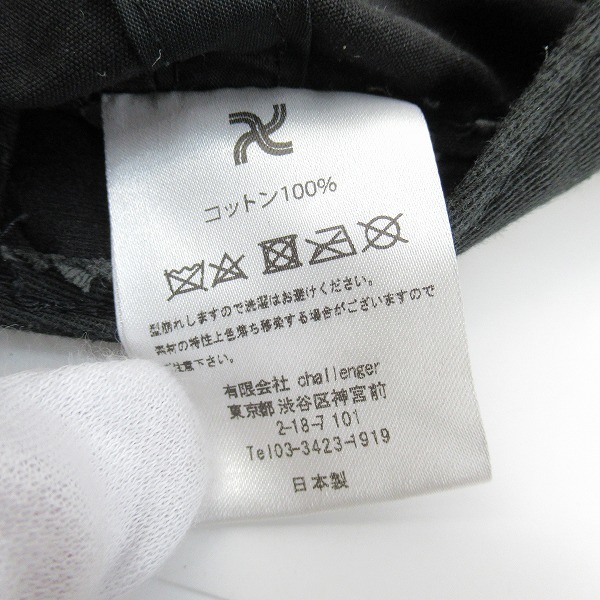 コットン100%
型崩れしますので洗濯はお避けください。
素材の特性上色落ち移染する場合がございますので
注意下さい。
有限会社 challenger
東京都 渋谷区神宮前
2-18-7 101
Tel03-3423-1919
日本製